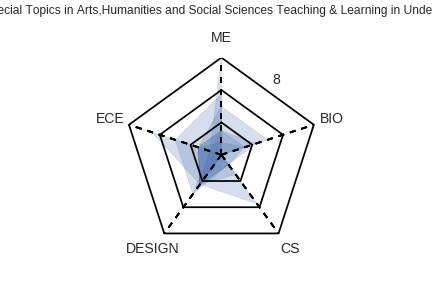 ecial Topics in Arts,Humanities and Social Sciences Teaching & Learning in Unde
ME
8
ECE
BIO
DESIGN
CS